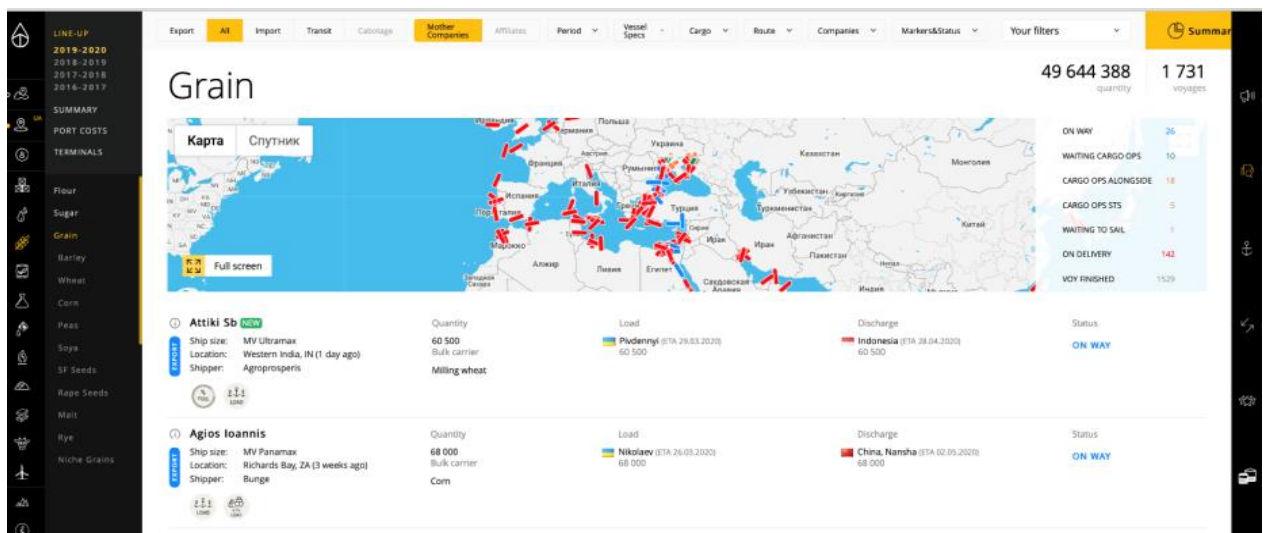 LINE-UP
2019-2020
2018-2019
2017-2018
2016-2017
SUMMARY
PORT COSTS
TERMINALS
Flour
Sugar
Grain
Barley
Wheat
Corn
Peas
Soya
SF Seeds
Rape Seeds
Malt
Rye
Niche Grains
Export
All
Import
Transit
Cabotage
Mother Companies
Affiliates
Period
Vessel Specs
Cargo
Route
Companies
Markers&Status
Your filters
Summar
Grain
49 644 388
quantity
1 731
voyages
Карта
Спутник
Польша
Украина
Казахстан
Монголия
Франция
Австрия
Италия
Испания
Турция
Узбекистан
Туркменистан
Сирия
Ирак
Иран
Афганистан
Пакистан
Китай
Марокко
Алжир
Ливия
Египет
Западная Сахара
Саудовская Аравия
Индия
Full screen
ON WAY 26
WAITING CARGO OPS 10
CARGO OPS ALONGSIDE 18
CARGO OPS STS 5
WAITING TO SAIL 1
ON DELIVERY 142
VOY FINISHED 1529
Attiki Sb NEW
EXPORT
Ship size: MV Ultramax
Location: Western India, IN (1 day ago)
Shipper: Agroprosperis
Quantity
60 500
Bulk carrier
Milling wheat
Load
Pivdennyi (ETA 29.03.2020)
60 500
Discharge
Indonesia (ETA 28.04.2020)
60 500
Status
ON WAY
LOAD
Agios Ioannis
EXPORT
Ship size: MV Panamax
Location: Richards Bay, ZA (3 weeks ago)
Shipper: Bunge
Quantity
68 000
Bulk carrier
Corn
Load
Nikolaev (ETA 26.03.2020)
68 000
Discharge
China, Nansha (ETA 02.05.2020)
68 000
Status
ON WAY
LOAD
LOAD